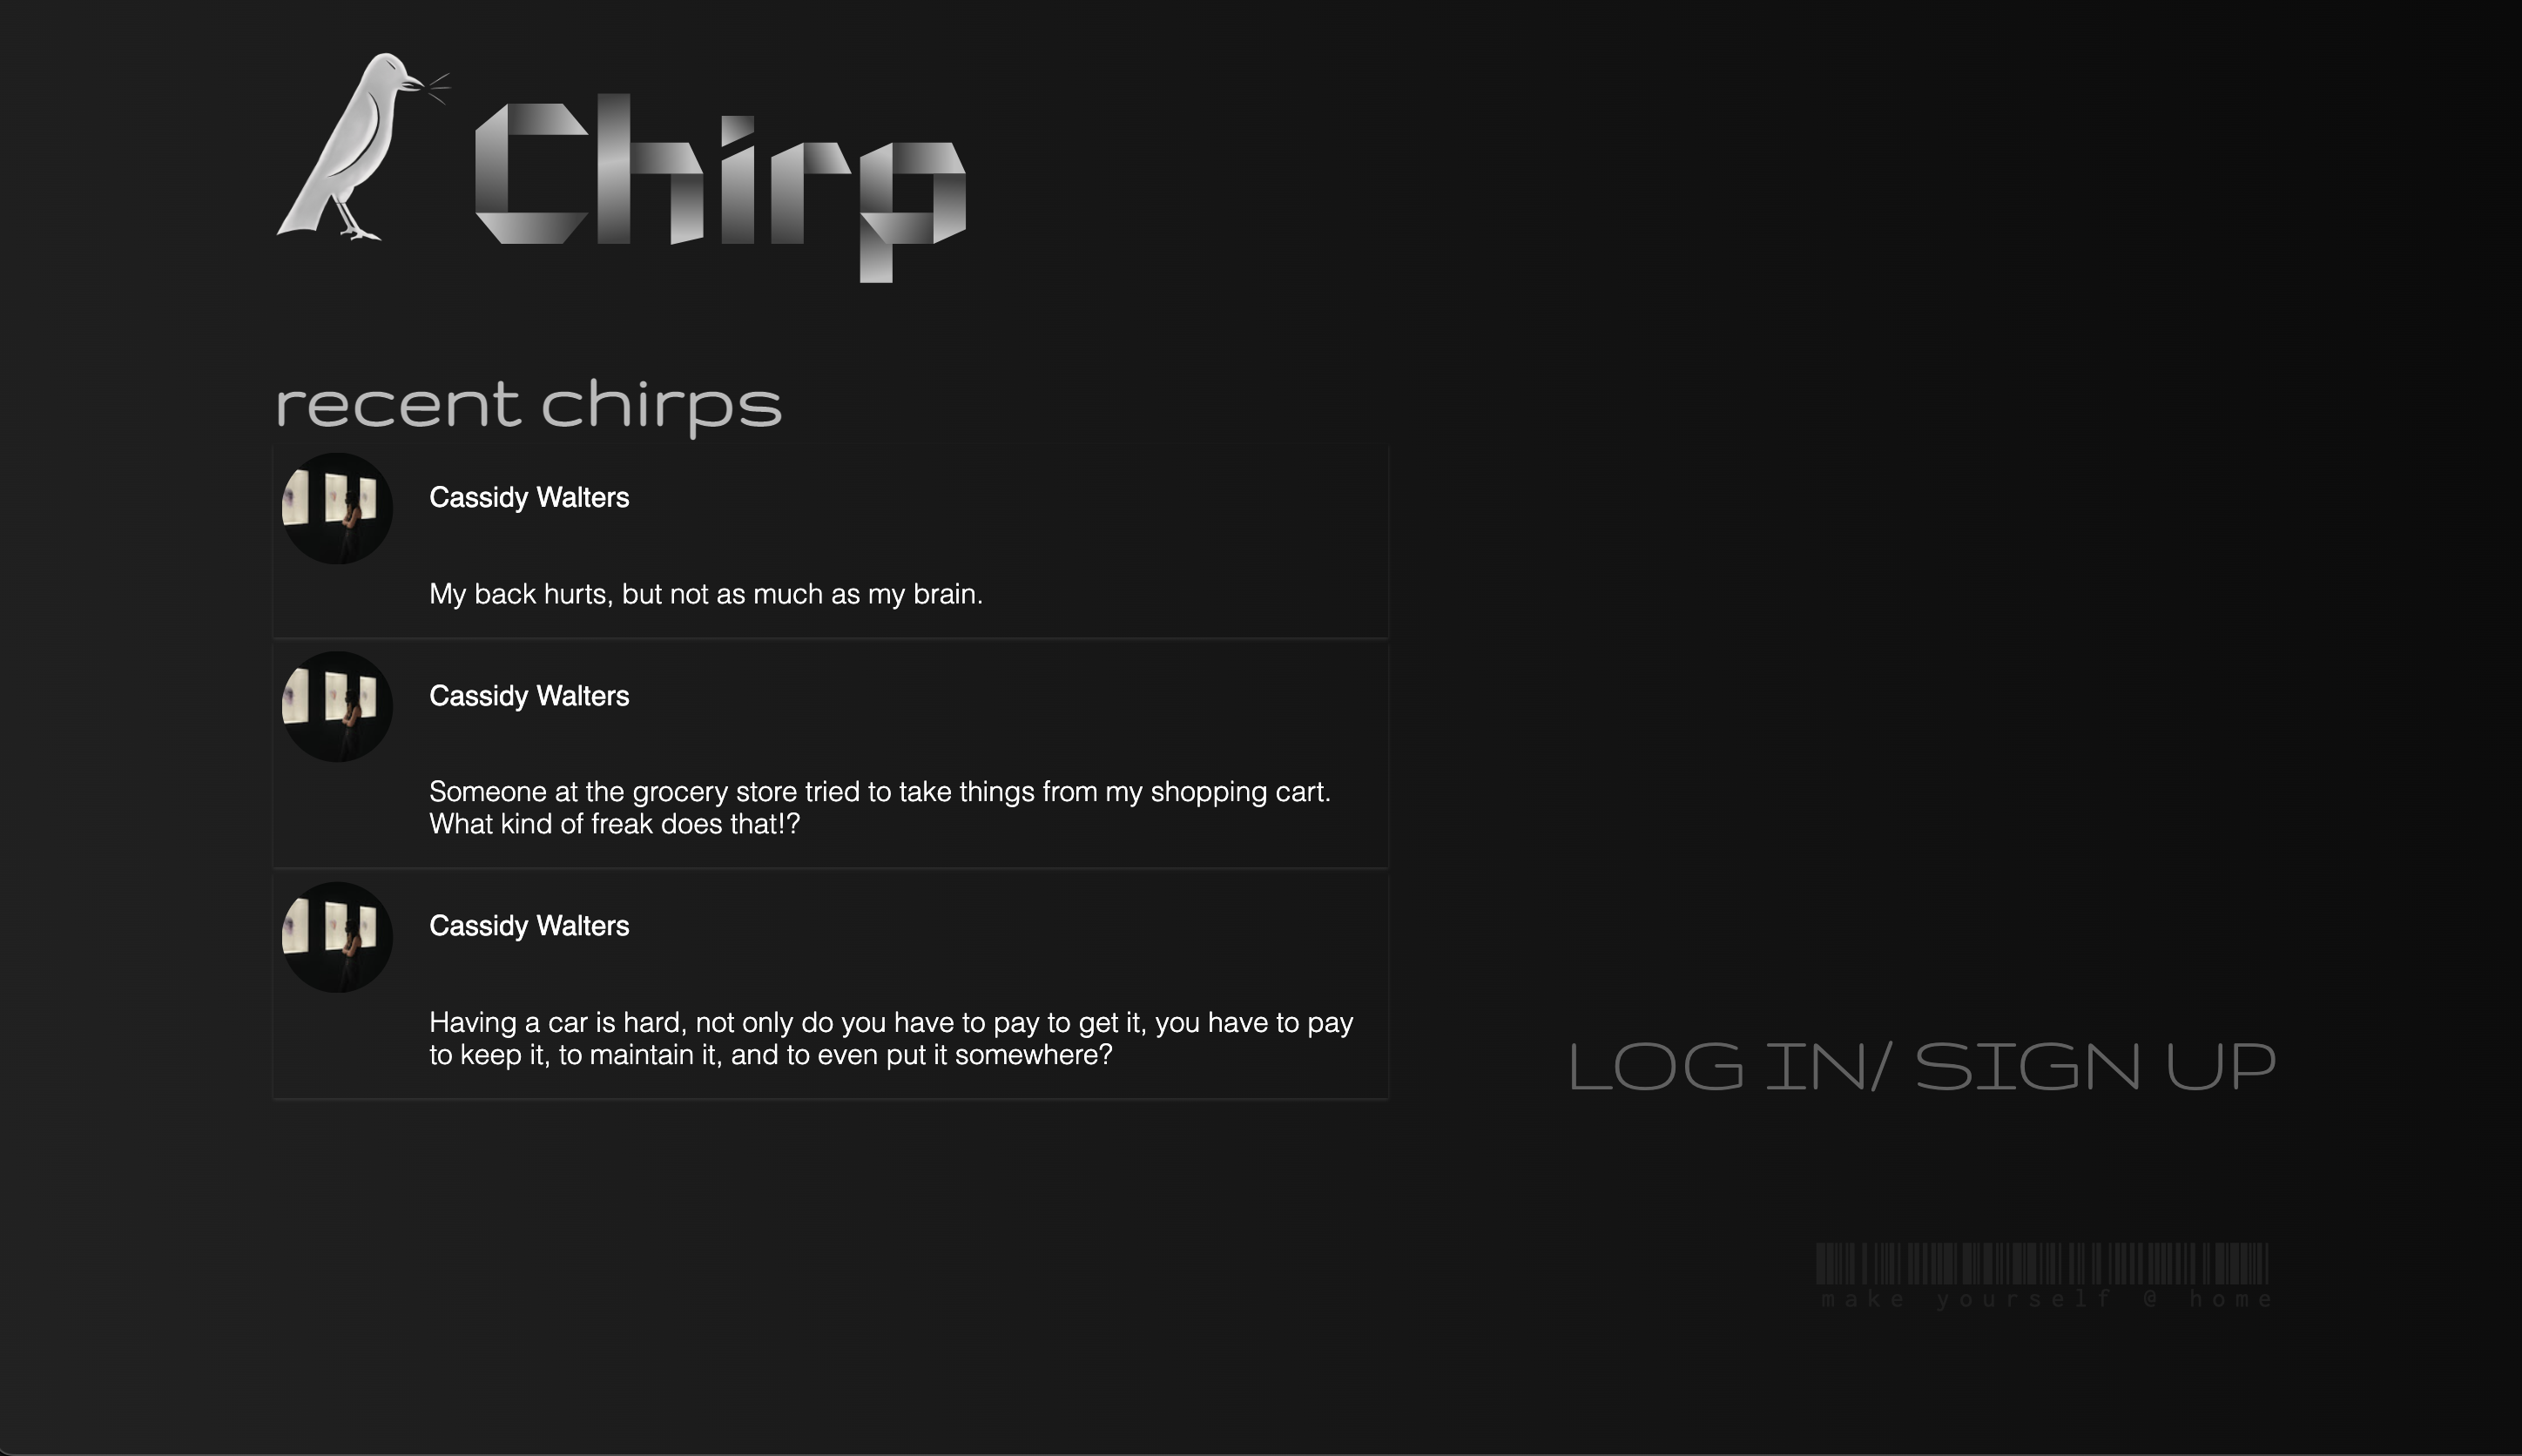 Chirp
recent chirps
Cassidy Walters
My back hurts, but not as much as my brain.
Cassidy Walters
Someone at the grocery store tried to take things from my shopping cart.
What kind of freak does that!?
Cassidy Walters
Having a car is hard, not only do you have to pay to get it, you have to pay
to keep it, to maintain it, and to even put it somewhere?
LOG IN/ SIGN UP
make yourself @ home